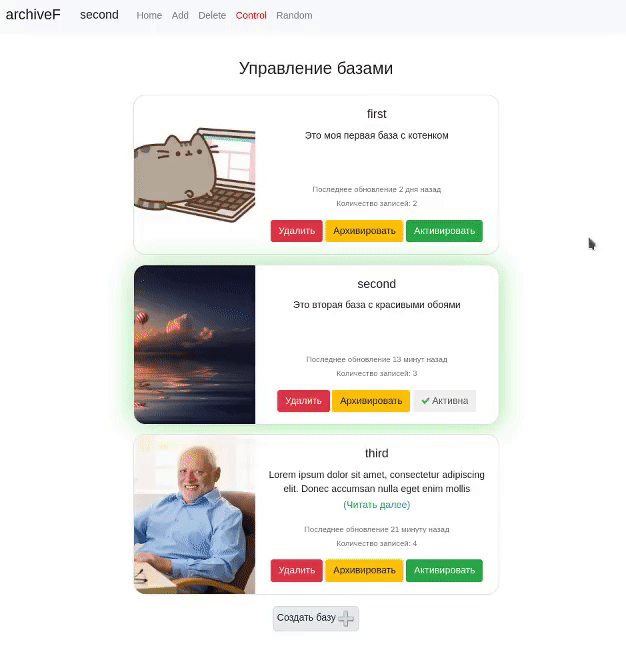 archiveF second Home Add Delete Control Random
Управление базами
first
Это моя первая база с котенком
Последнее обновление 2 дня назад
Количество записей: 2
Удалить Архивировать Активировать
second
Это вторая база с красивыми обоями
Последнее обновление 13 минут назад
Количество записей: 3
Удалить Архивировать Активна
third
Lorem ipsum dolor sit amet, consectetur adipiscing
elit. Donec accumsan nulla eget enim mollis
(Читать далее)
Последнее обновление 21 минуту назад
Количество записей: 4
Удалить Архивировать Активировать
Создать базу